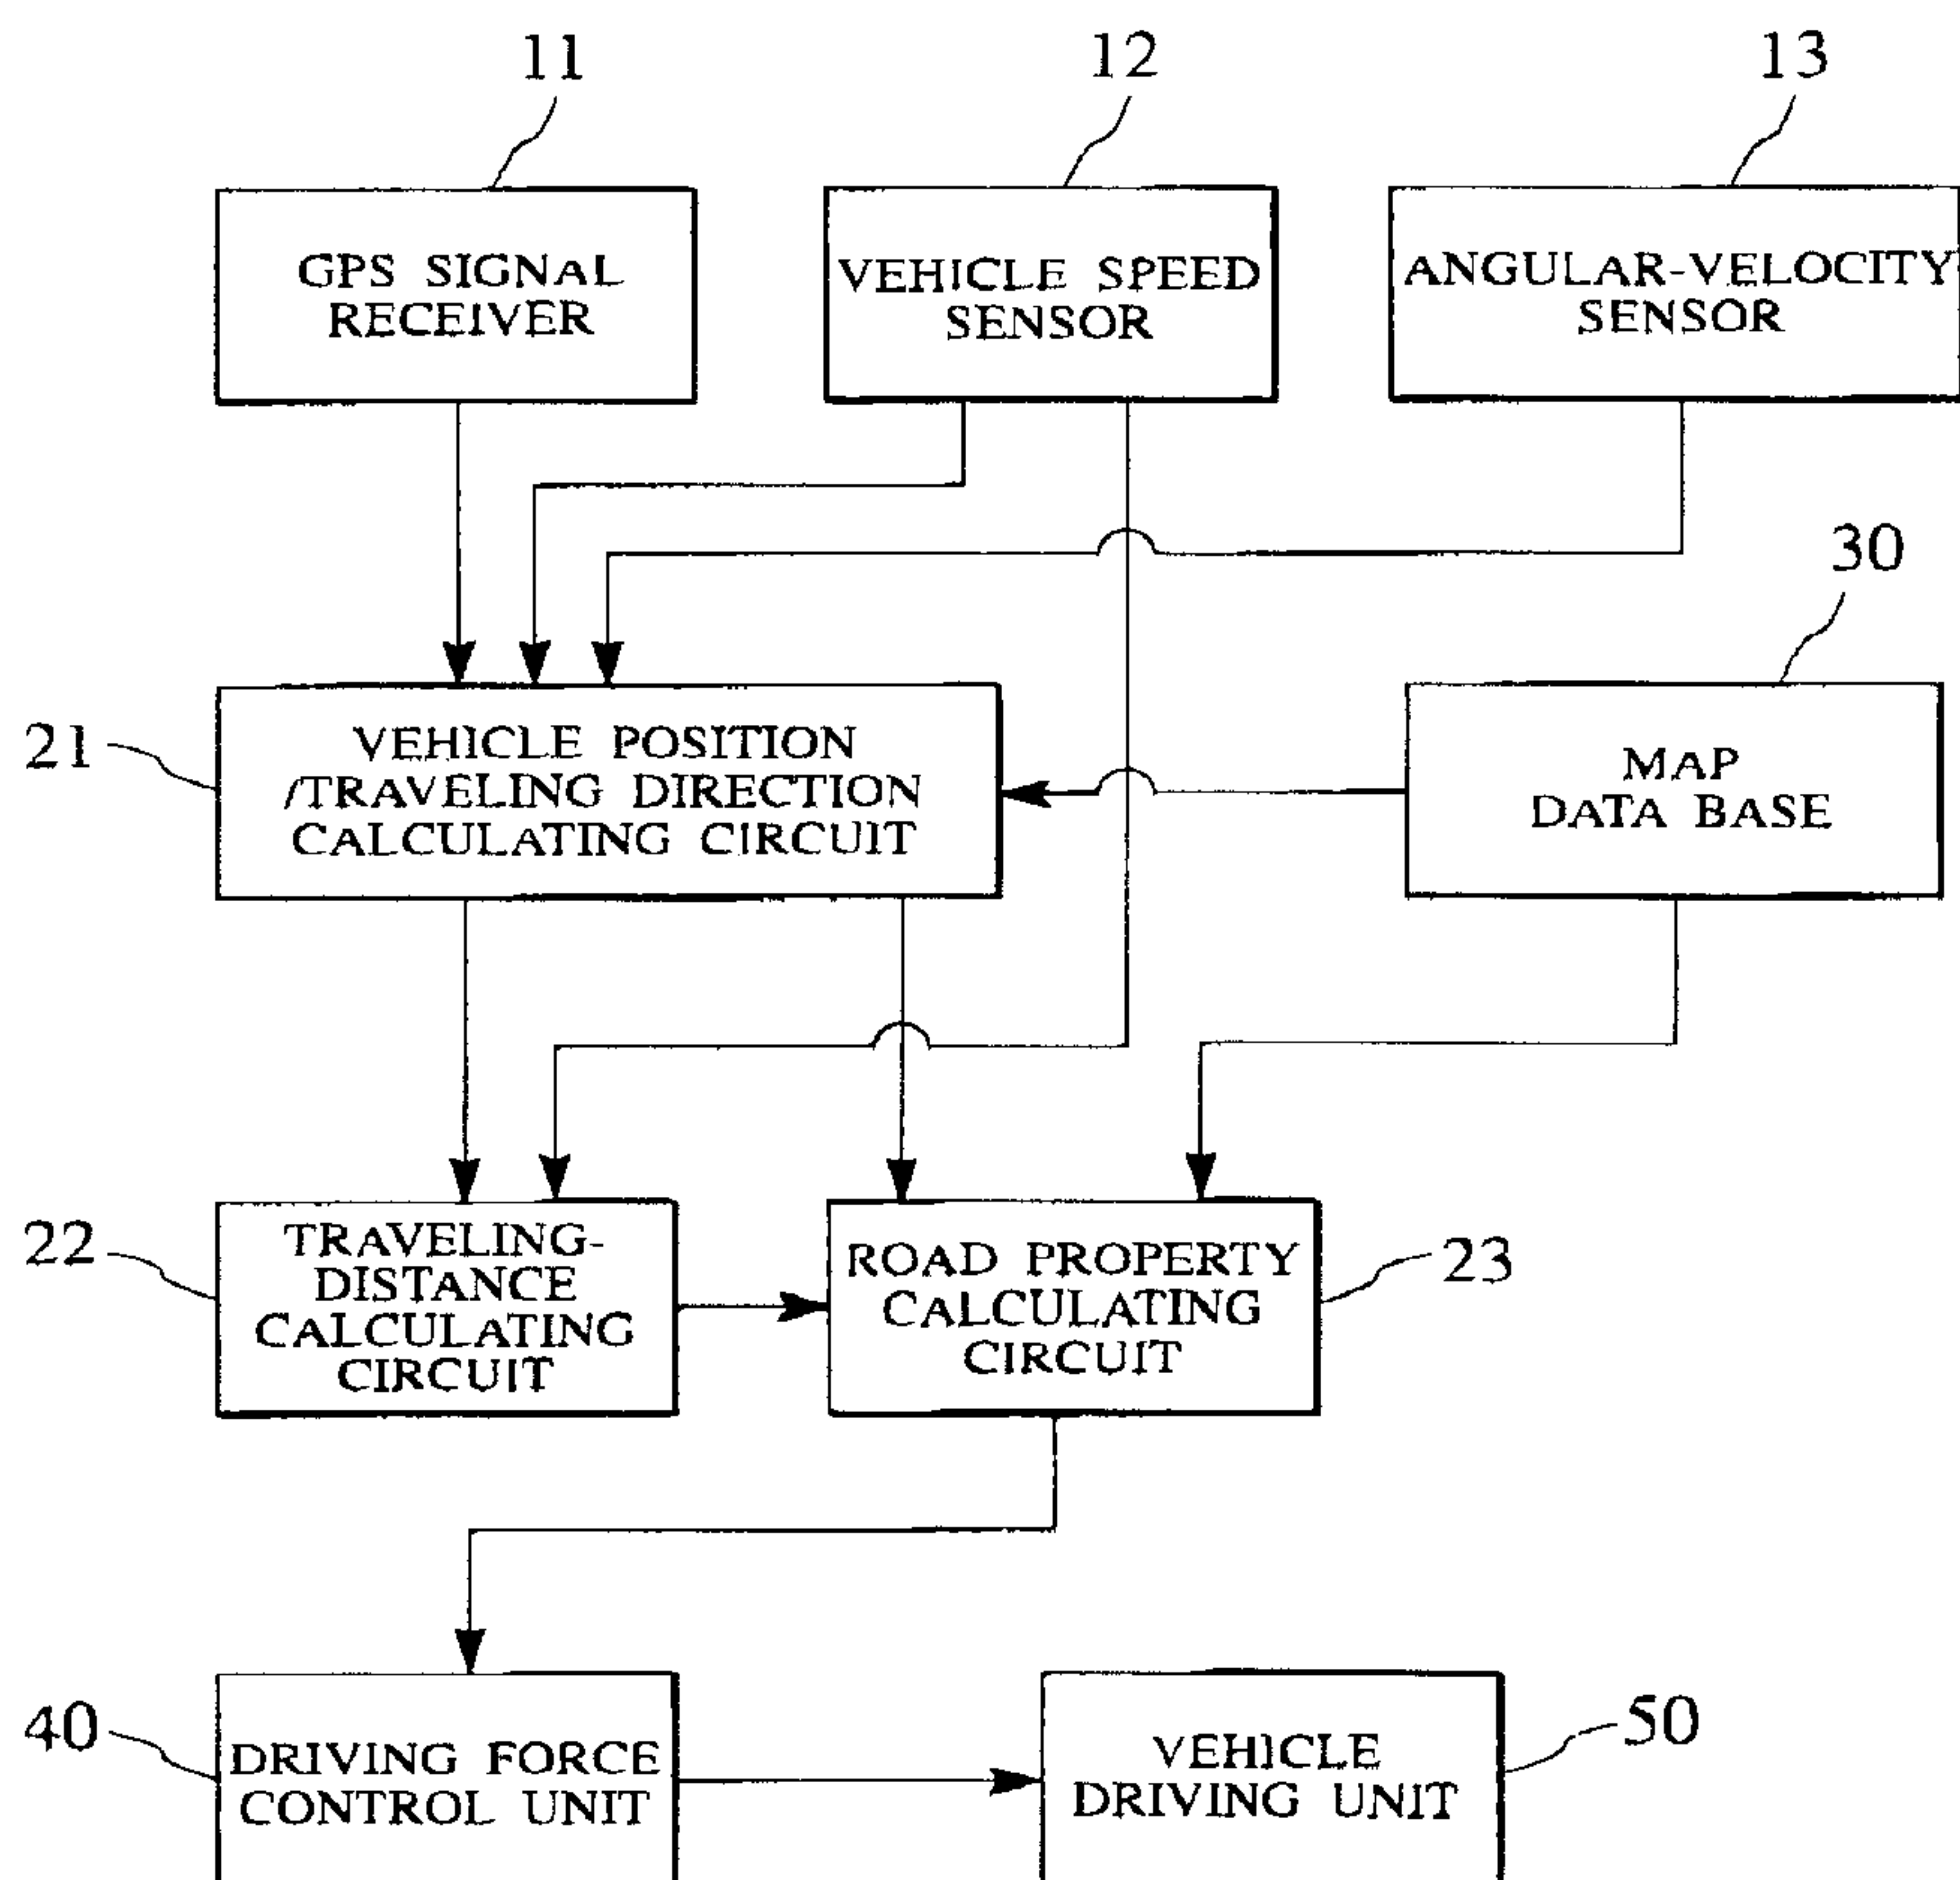 11
12
13
GPS SIGNAL
RECEIVER
VEHICLE SPEED
SENSOR
ANGULAR-VELOCITY
SENSOR
30
21
VEHICLE POSITION
/TRAVELING DIRECTION
CALCULATING CIRCUIT
MAP
DATA BASE
22
TRAVELING-
DISTANCE
CALCULATING
CIRCUIT
ROAD PROPERTY
CALCULATING
CIRCUIT
23
40
DRIVING FORCE
CONTROL UNIT
VEHICLE
DRIVING UNIT
50